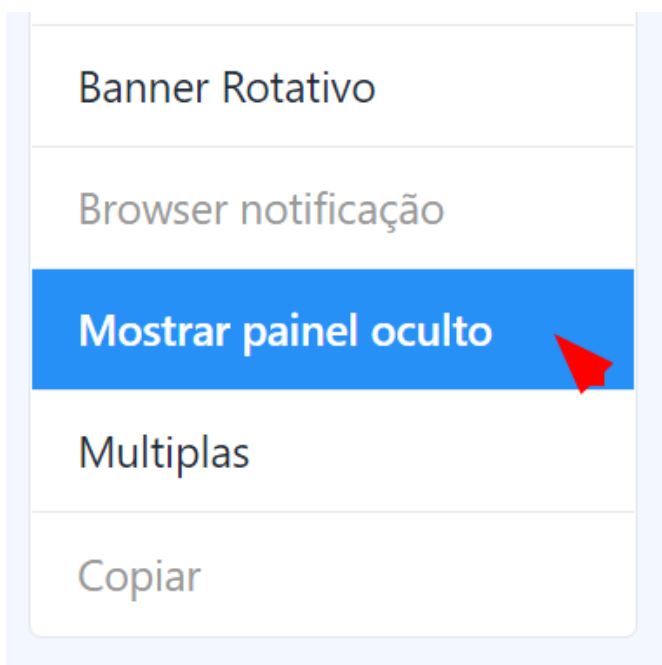 Banner Rotativo
Browser notificação
Mostrar painel oculto
Multiplas
Copiar